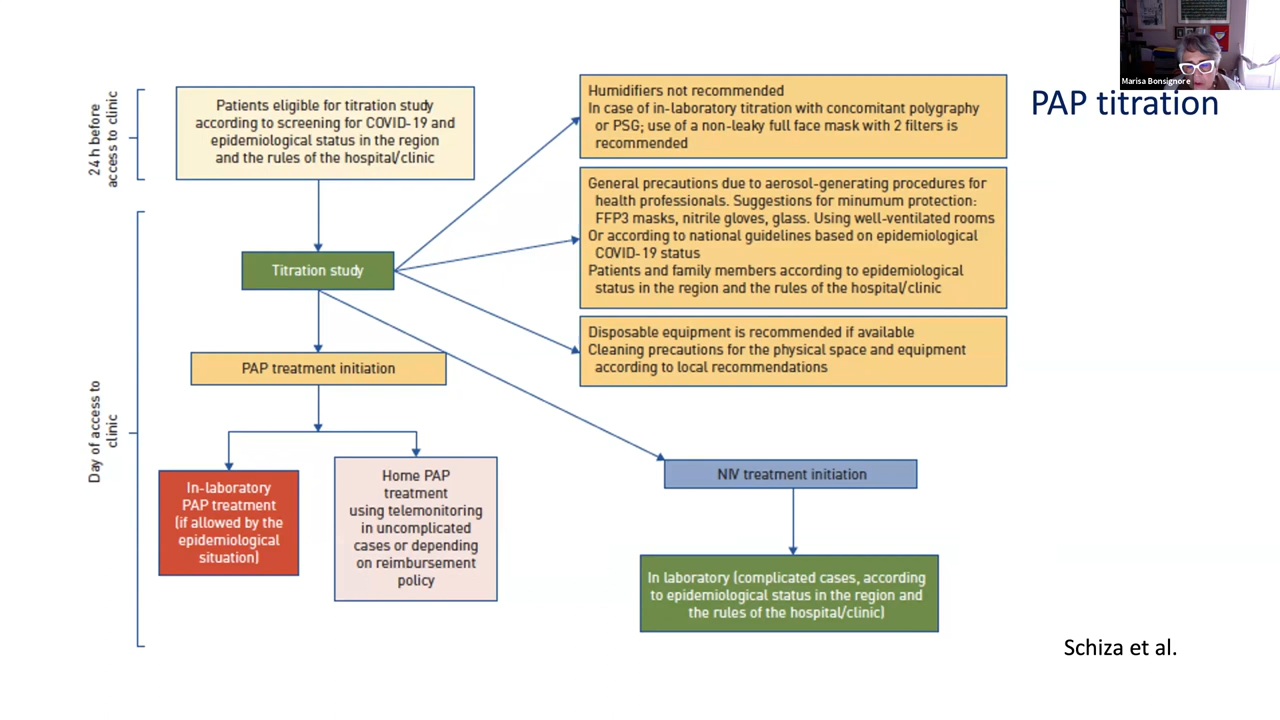 Marisa Bonsignore
PAP titration
24 h before
access to clinic
Patients eligible for titration study
according to screening for COVID-19 and
epidemiological status in the region
and the rules of the hospital/clinic
Humidifiers not recommended
In case of in-laboratory titration with concomitant polygraphy
or PSG; use of a non-leaky full face mask with 2 filters is
recommended
General precautions due to aerosol-generating procedures for
health professionals. Suggestions for minumum protection:
FFP3 masks, nitrile gloves, glass. Using well-ventilated rooms
Or according to national guidelines based on epidemiological
COVID-19 status
Patients and family members according to epidemiological
status in the region and the rules of the hospital/clinic
Disposable equipment is recommended if available
Cleaning precautions for the physical space and equipment
according to local recommendations
Day of access to
clinic
Titration study
PAP treatment initiation
In-laboratory
PAP treatment
(if allowed by the
epidemiological
situation)
Home PAP
treatment
using telemonitoring
in uncomplicated
cases or depending
on reimbursement
policy
NIV treatment initiation
In laboratory (complicated cases, according
to epidemiological status in the region and
the rules of the hospital/clinic)
Schiza et al.